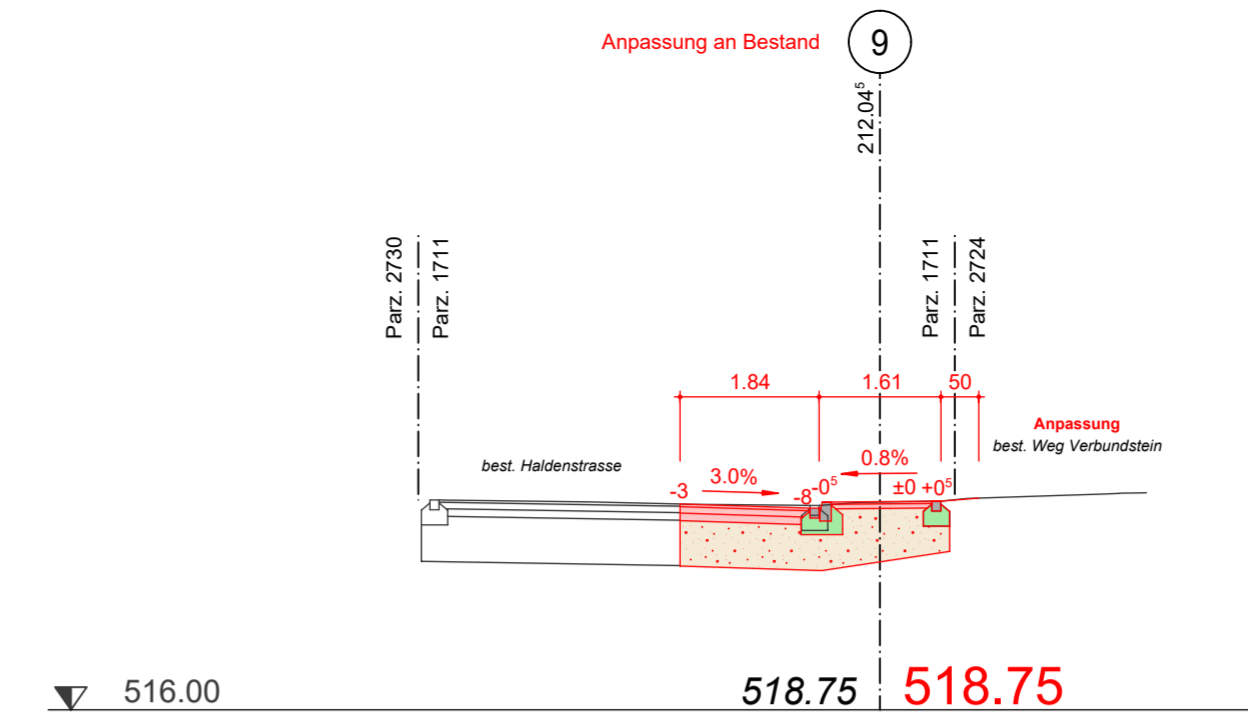 Anpassung an Bestand
9
212.04⁵
Parz. 2730
Parz. 1711
Parz. 1711
Parz. 2724
1.84
1.61
50
Anpassung
best. Weg Verbundstein
best. Haldenstrasse
0.8%
3.0%
-3
-8
-0⁵
±0
+0⁵
516.00
518.75
518.75